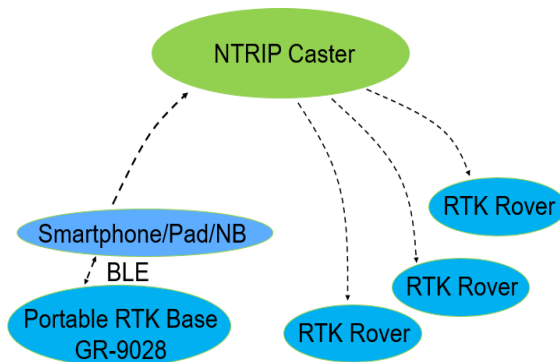 NTRIP Caster
RTK Rover
Smartphone/Pad/NB
BLE
RTK Rover
Portable RTK Base
GR-9028
RTK Rover